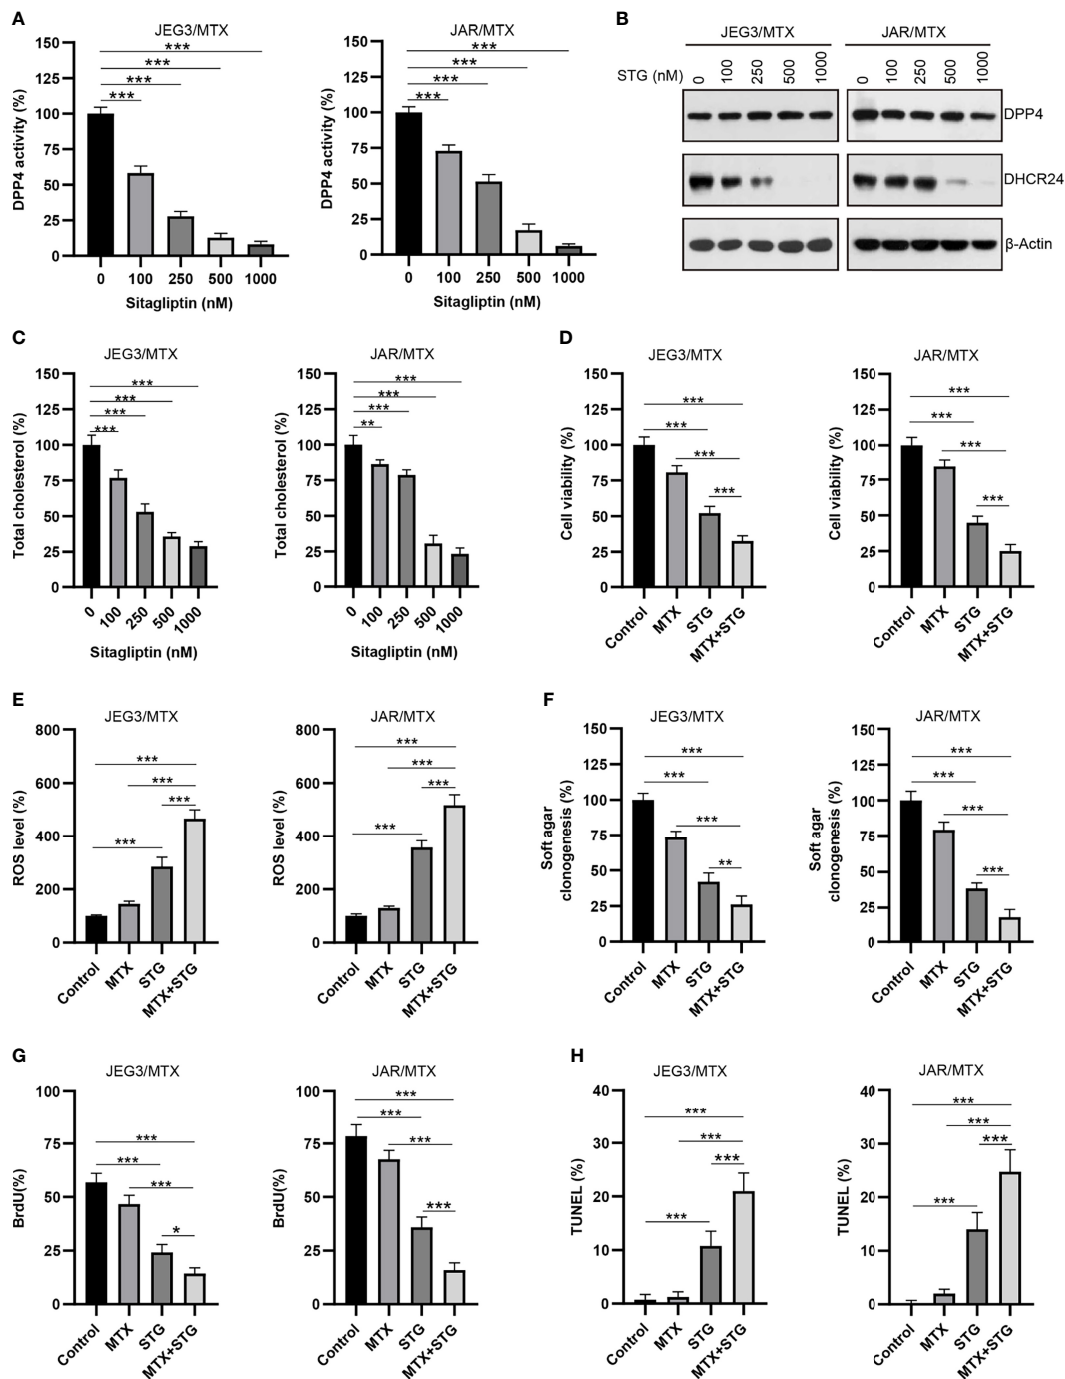 A
JEG3/MTX
DPP4 activity (%)
150
125
100
75
50
25
0
***
***
***
***
0 100 250 500 1000
Sitagliptin (nM)
JAR/MTX
DPP4 activity (%)
150
125
100
75
50
25
0
***
***
***
***
0 100 250 500 1000
Sitagliptin (nM)
B
JEG3/MTX JAR/MTX
STG (nM) 0 100 250 500 1000 0 100 250 500 1000
DPP4
DHCR24
β-Actin
C
JEG3/MTX
Total cholesterol (%)
150
125
100
75
50
25
0
***
***
***
***
0 100 250 500 1000
Sitagliptin (nM)
JAR/MTX
Total cholesterol (%)
150
125
100
75
50
25
0
***
***
***
**
0 100 250 500 1000
Sitagliptin (nM)
D
JEG3/MTX
Cell viability (%)
150
125
100
75
50
25
0
***
***
***
***
Control MTX STG MTX+STG
JAR/MTX
Cell viability (%)
150
125
100
75
50
25
0
***
***
***
***
Control MTX STG MTX+STG
E
JEG3/MTX
ROS level (%)
800
600
400
200
0
***
***
***
***
Control MTX STG MTX+STG
JAR/MTX
ROS level (%)
800
600
400
200
0
***
***
***
***
Control MTX STG MTX+STG
F
JEG3/MTX
Soft agar
clonogenesis (%)
150
125
100
75
50
25
0
***
***
***
**
Control MTX STG MTX+STG
JAR/MTX
Soft agar
clonogenesis (%)
150
125
100
75
50
25
0
***
***
***
***
Control MTX STG MTX+STG
G
JEG3/MTX
BrdU(%)
100
75
50
25
0
***
***
***
*
Control MTX STG MTX+STG
JAR/MTX
BrdU(%)
100
75
50
25
0
***
***
***
***
Control MTX STG MTX+STG
H
JEG3/MTX
TUNEL (%)
40
30
20
10
0
***
***
***
***
Control MTX STG MTX+STG
JAR/MTX
TUNEL (%)
40
30
20
10
0
***
***
***
***
Control MTX STG MTX+STG